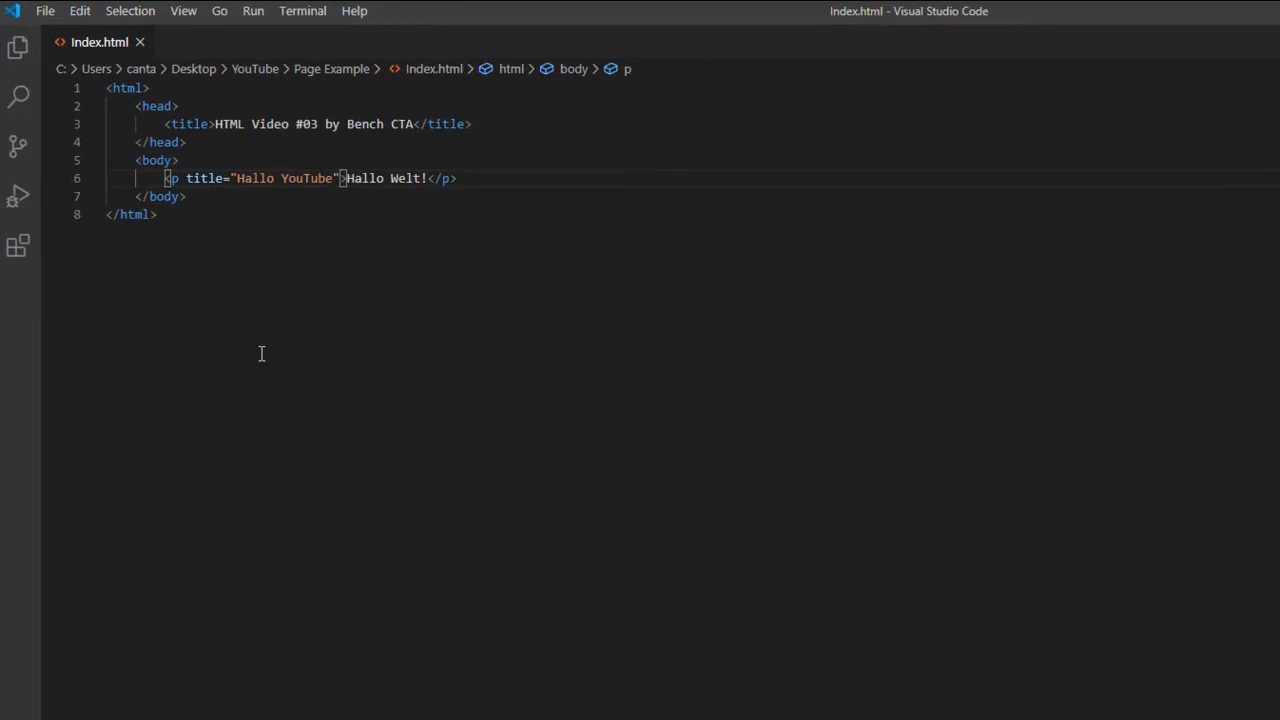 File Edit Selection View Go Run Terminal Help Index.html - Visual Studio Code
Index.html
C: > Users > canta > Desktop > YouTube > Page Example > Index.html > html > body > p
1 <html>
2 <head>
3 <title>HTML Video #03 by Bench CTA</title>
4 </head>
5 <body>
6 <p title="Hallo YouTube">Hallo Welt!</p>
7 </body>
8 </html>